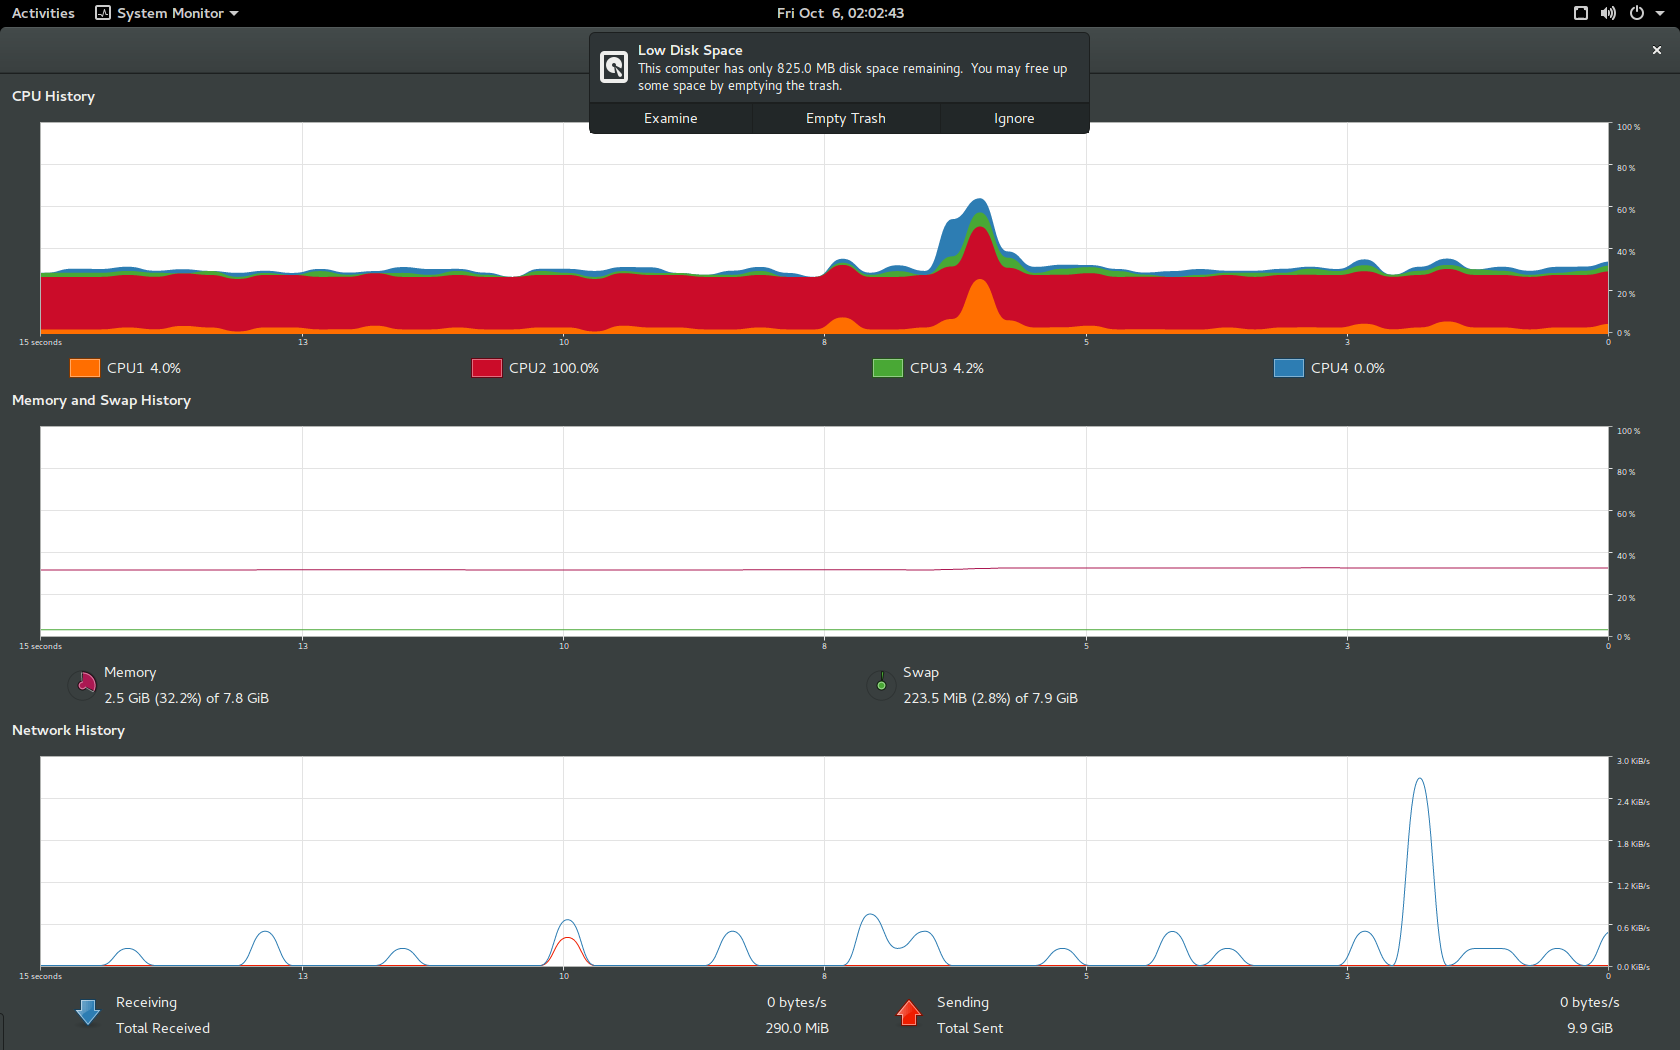 Activities System Monitor Fri Oct 6, 02:02:43
Low Disk Space
This computer has only 825.0 MB disk space remaining. You may free up
some space by emptying the trash.
Examine Empty Trash Ignore
CPU History
100 %
80 %
60 %
40 %
20 %
0 %
15 seconds 13 10 8 5 3 0
CPU1 4.0% CPU2 100.0% CPU3 4.2% CPU4 0.0%
Memory and Swap History
100 %
80 %
60 %
40 %
20 %
0 %
15 seconds 13 10 8 5 3 0
Memory Swap
2.5 GiB (32.2%) of 7.8 GiB 223.5 MiB (2.8%) of 7.9 GiB
Network History
3.0 KiB/s
2.4 KiB/s
1.8 KiB/s
1.2 KiB/s
0.6 KiB/s
0.0 KiB/s
15 seconds 13 10 8 5 3 0
Receiving 0 bytes/s Sending 0 bytes/s
Total Received 290.0 MiB Total Sent 9.9 GiB